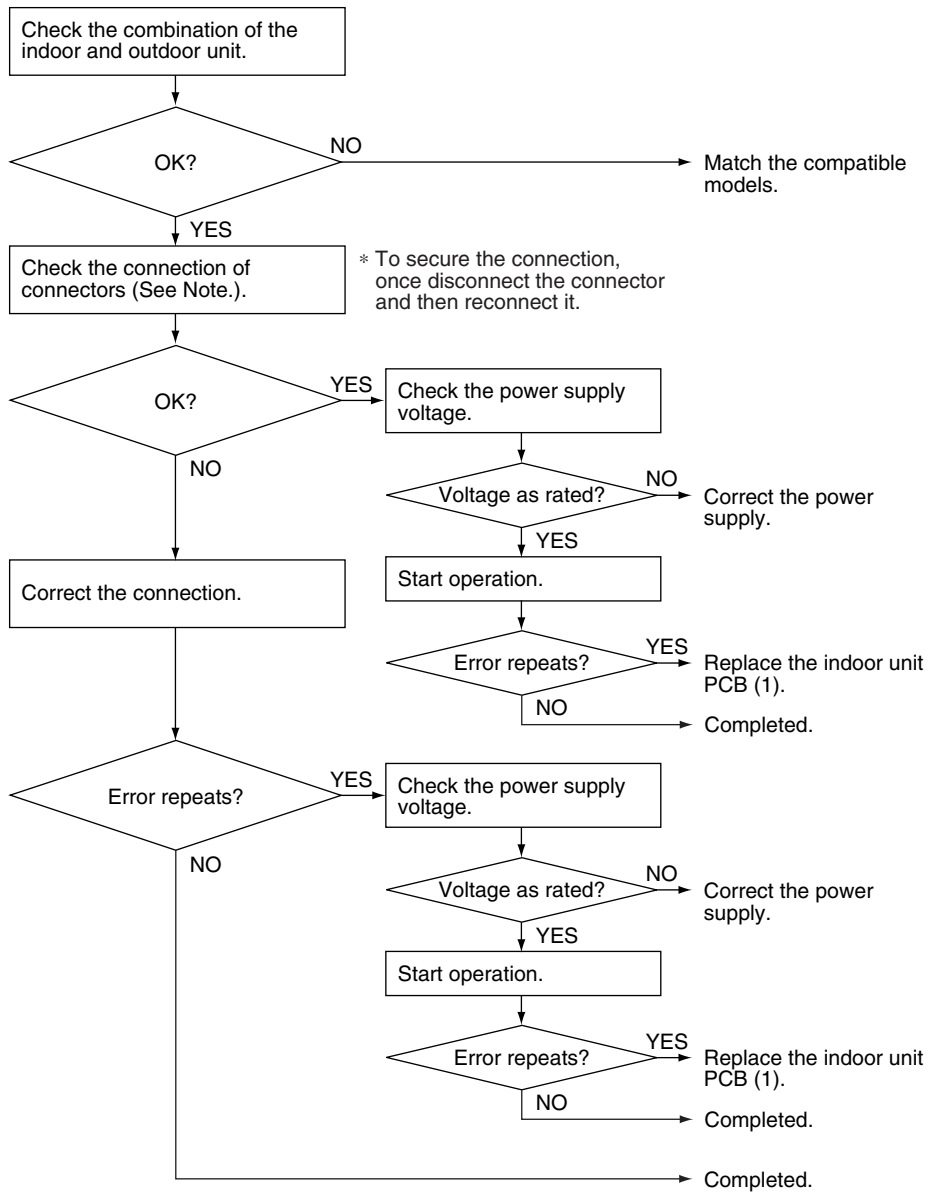 Check the combination of the
indoor and outdoor unit.
OK?
NO
Match the compatible
models.
YES
Check the connection of
connectors (See Note.).
* To secure the connection,
once disconnect the connector
and then reconnect it.
OK?
YES
Check the power supply
voltage.
NO
Voltage as rated?
NO
Correct the power
supply.
YES
Start operation.
Correct the connection.
Error repeats?
YES
Replace the indoor unit
PCB (1).
NO
Completed.
Error repeats?
YES
Check the power supply
voltage.
NO
Voltage as rated?
NO
Correct the power
supply.
YES
Start operation.
Error repeats?
YES
Replace the indoor unit
PCB (1).
NO
Completed.
Completed.